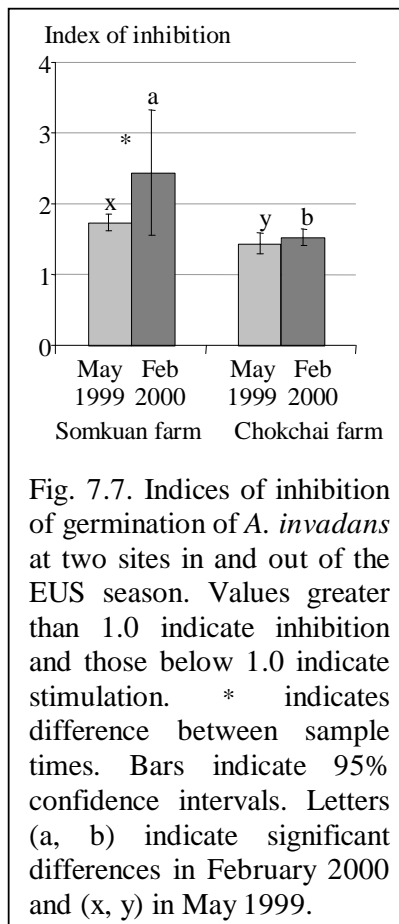 Index of inhibition
4
a
*
3
x
2
y
b
1
0
May Feb May Feb
1999 2000 1999 2000
Somkuan farm Chokchai farm
Fig. 7.7. Indices of inhibition
of germination of A. invadans
at two sites in and out of the
EUS season. Values greater
than 1.0 indicate inhibition
and those below 1.0 indicate
stimulation. * indicates
difference between sample
times. Bars indicate 95%
confidence intervals. Letters
(a, b) indicate significant
differences in February 2000
and (x, y) in May 1999.